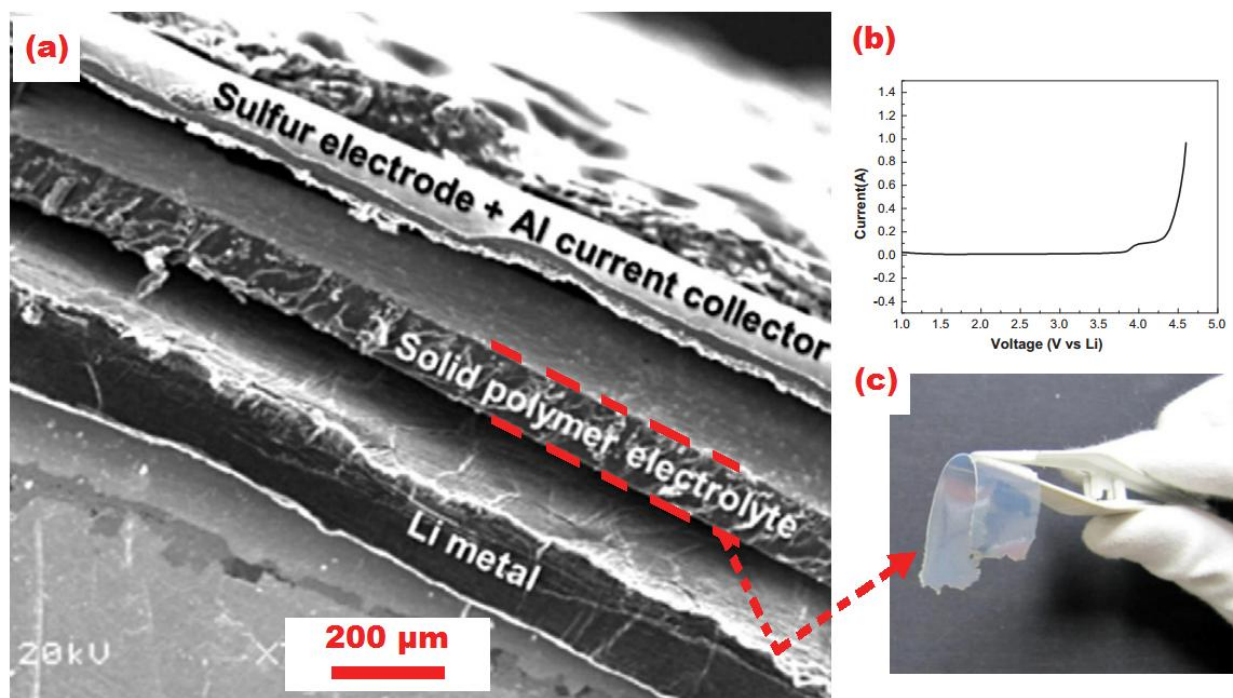 (a)
Sulfur electrode + Al current collector
Solid polymer electrolyte
Li metal
20kV
X
200 µm
(b)
1.4
1.2
1.0
0.8
0.6
0.4
0.2
0.0
-0.2
-0.4
Current(A)
1.0 1.5 2.0 2.5 3.0 3.5 4.0 4.5 5.0
Voltage (V vs Li)
(c)